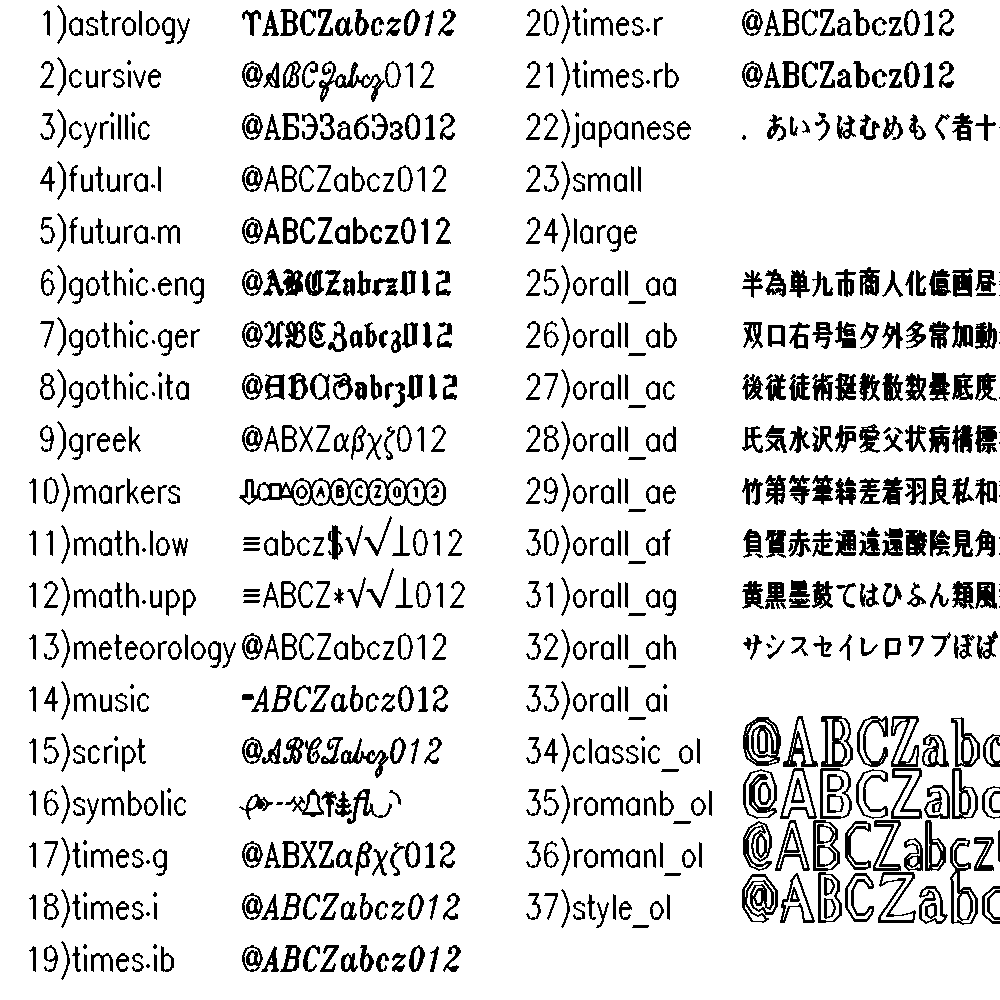 1)astrology ♈ABCZabcz012
2)cursive @ABCZabcz012
3)cyrillic @АБЭЗабЭз012
4)futura.l @ABCZabcz012
5)futura.m @ABCZabcz012
6)gothic.eng @ABCZabcz012
7)gothic.ger @ABCZabcz012
8)gothic.ita @ABCZabcz012
9)greek @ABXZαβχζ012
10)markers ⇩○□△ⒸⒶⒷⒸⓏ⓪①②
11)math.low ≡abcz$√√⊥012
12)math.upp ≡ABCZ*√√⊥012
13)meteorology @ABCZabcz012
14)music -ABCZabcz012
15)script @ABCZabcz012
16)symbolic
17)times.g @ABXZαβχζ012
18)times.i @ABCZabcz012
19)times.ib @ABCZabcz012
20)times.r @ABCZabcz012
21)times.rb @ABCZabcz012
22)japanese . あいうはむめもぐ者十
23)small
24)large
25)orall_aa 半為単九市商人化億画昼
26)orall_ab 双口右号塩夕外多常加動
27)orall_ac 後従徒術挺教散数曇底度
28)orall_ad 氏気水沢炉愛父状病構標
29)orall_ae 竹第等筆緯差着羽良私和
30)orall_af 負質赤走通遠還酸陰見角
31)orall_ag 黄黒墨鼓てはひふん類風
32)orall_ah サシスセイレロワブぼぱ
33)orall_ai
34)classic_ol @ABCZabc
35)romanb_ol @ABCZabc
36)romanl_ol @ABCZabcz
37)style_ol @ABCZabc